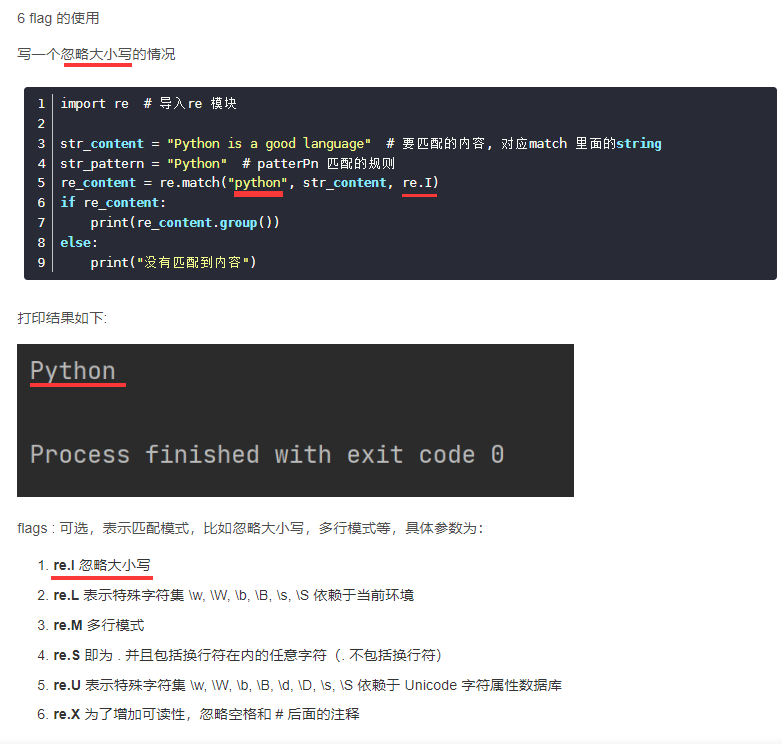 6 flag 的使用
写一个忽略大小写的情况
1 import re  # 导入re 模块
2
3 str_content = "Python is a good language"  # 要匹配的内容, 对应match 里面的string
4 str_pattern = "Python"  # patterPn 匹配的规则
5 re_content = re.match("python", str_content, re.I)
6 if re_content:
7     print(re_content.group())
8 else:
9     print("没有匹配到内容")
打印结果如下:
Python
Process finished with exit code 0
flags : 可选，表示匹配模式，比如忽略大小写，多行模式等，具体参数为：
1. re.I 忽略大小写
2. re.L 表示特殊字符集 \w, \W, \b, \B, \s, \S 依赖于当前环境
3. re.M 多行模式
4. re.S 即为 . 并且包括换行符在内的任意字符（. 不包括换行符）
5. re.U 表示特殊字符集 \w, \W, \b, \B, \d, \D, \s, \S 依赖于 Unicode 字符属性数据库
6. re.X 为了增加可读性，忽略空格和 # 后面的注释